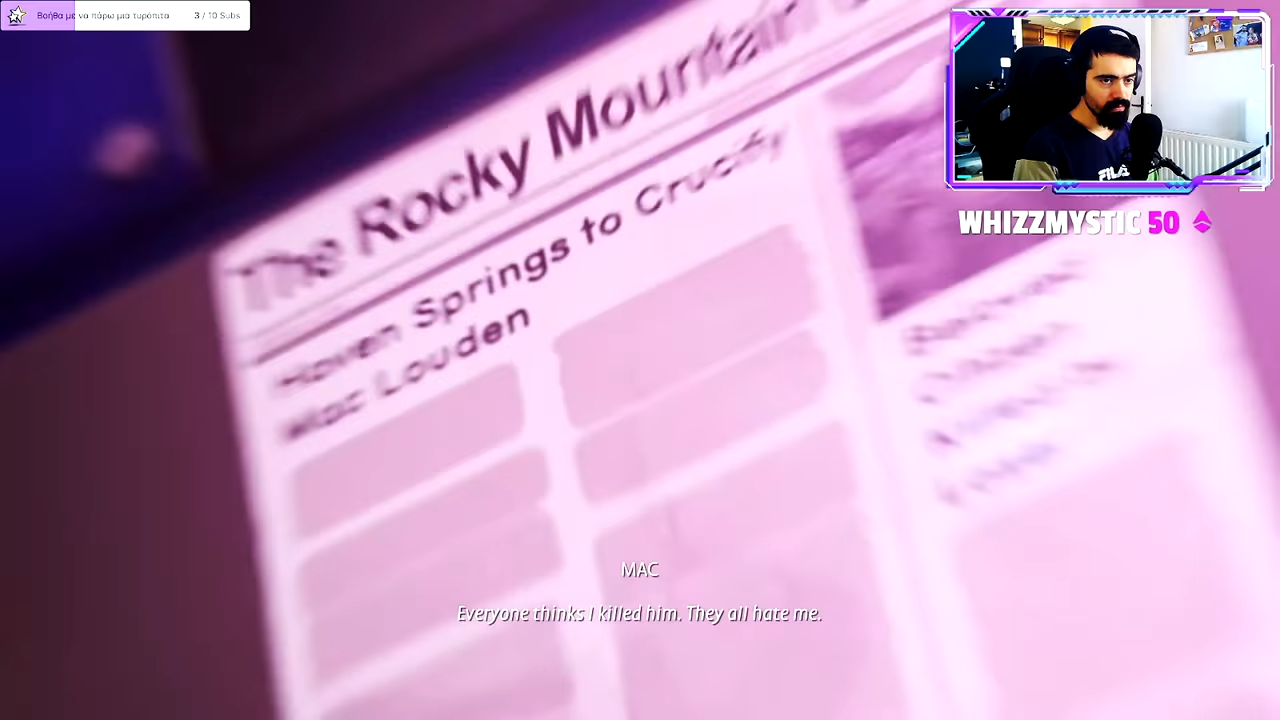 Βοήθα με να πάρω μια τυρόπιτα 3 / 10 Subs
The Rocky Mountain
Haven Springs to Crucify
Mac Louden
FILA
WHIZZMYSTIC 50
MAC
Everyone thinks I killed him. They all hate me.